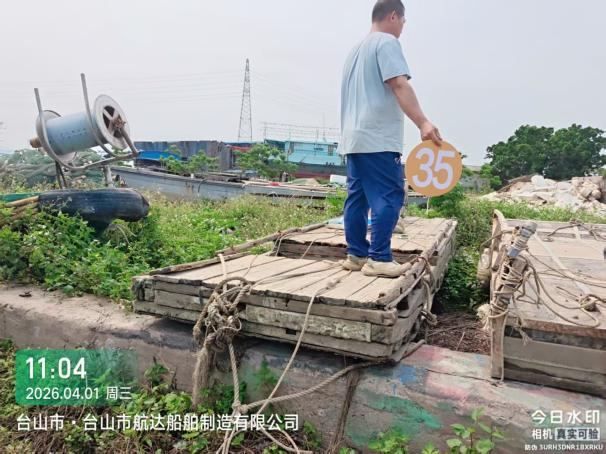 35
11:04
2026.04.01 周三
台山市·台山市航达船舶制造有限公司
今日水印
相机 真实可验
防伪 3URH3DNR1BXRKU